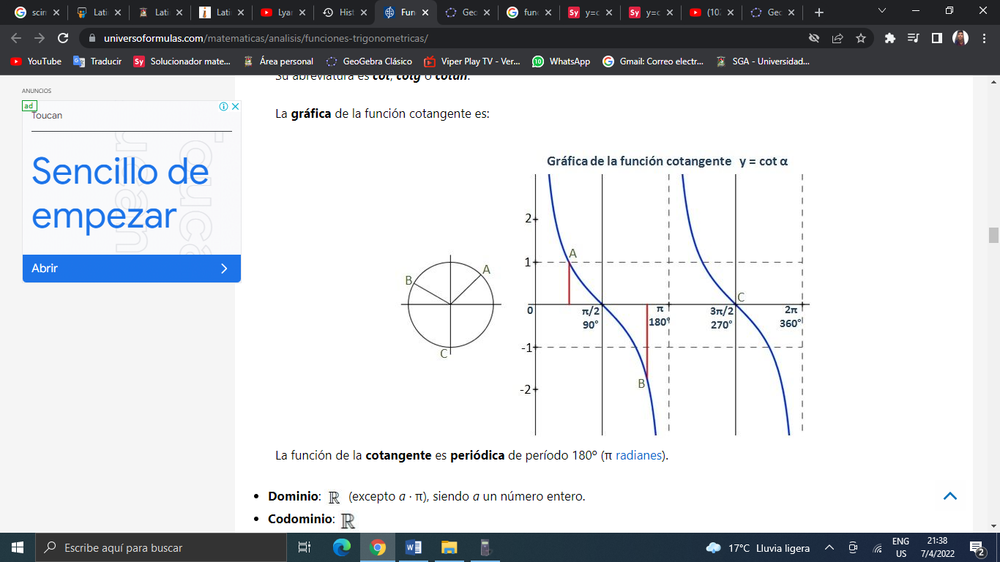 scin
Lati
Lati
Lati
Lyar
Hist
Fun
Geo
func
y=c
y=c
(102
Geo
universoformulas.com/matematicas/analisis/funciones-trigonometricas/
YouTube
Traducir
Sy Solucionador mate...
Área personal
GeoGebra Clásico
Viper Play TV - Ver...
10 WhatsApp
Gmail: Correo electr...
SGA - Universidad...
Su abreviatura es cot, cotg o cotan.
ANUNCIOS
ad
Toucan
Sencillo de
empezar
Abrir
La gráfica de la función cotangente es:
Gráfica de la función cotangente y = cot α
2
1
0
-1
-2
A
B
C
A
B
C
π/2
90°
π
180°
3π/2
270°
2π
360°
La función de la cotangente es periódica de período 180º (π radianes).
• Dominio: ℝ (excepto a · π), siendo a un número entero.
• Codominio: ℝ
Escribe aquí para buscar
17°C Lluvia ligera
ENG
US
21:38
7/4/2022
2